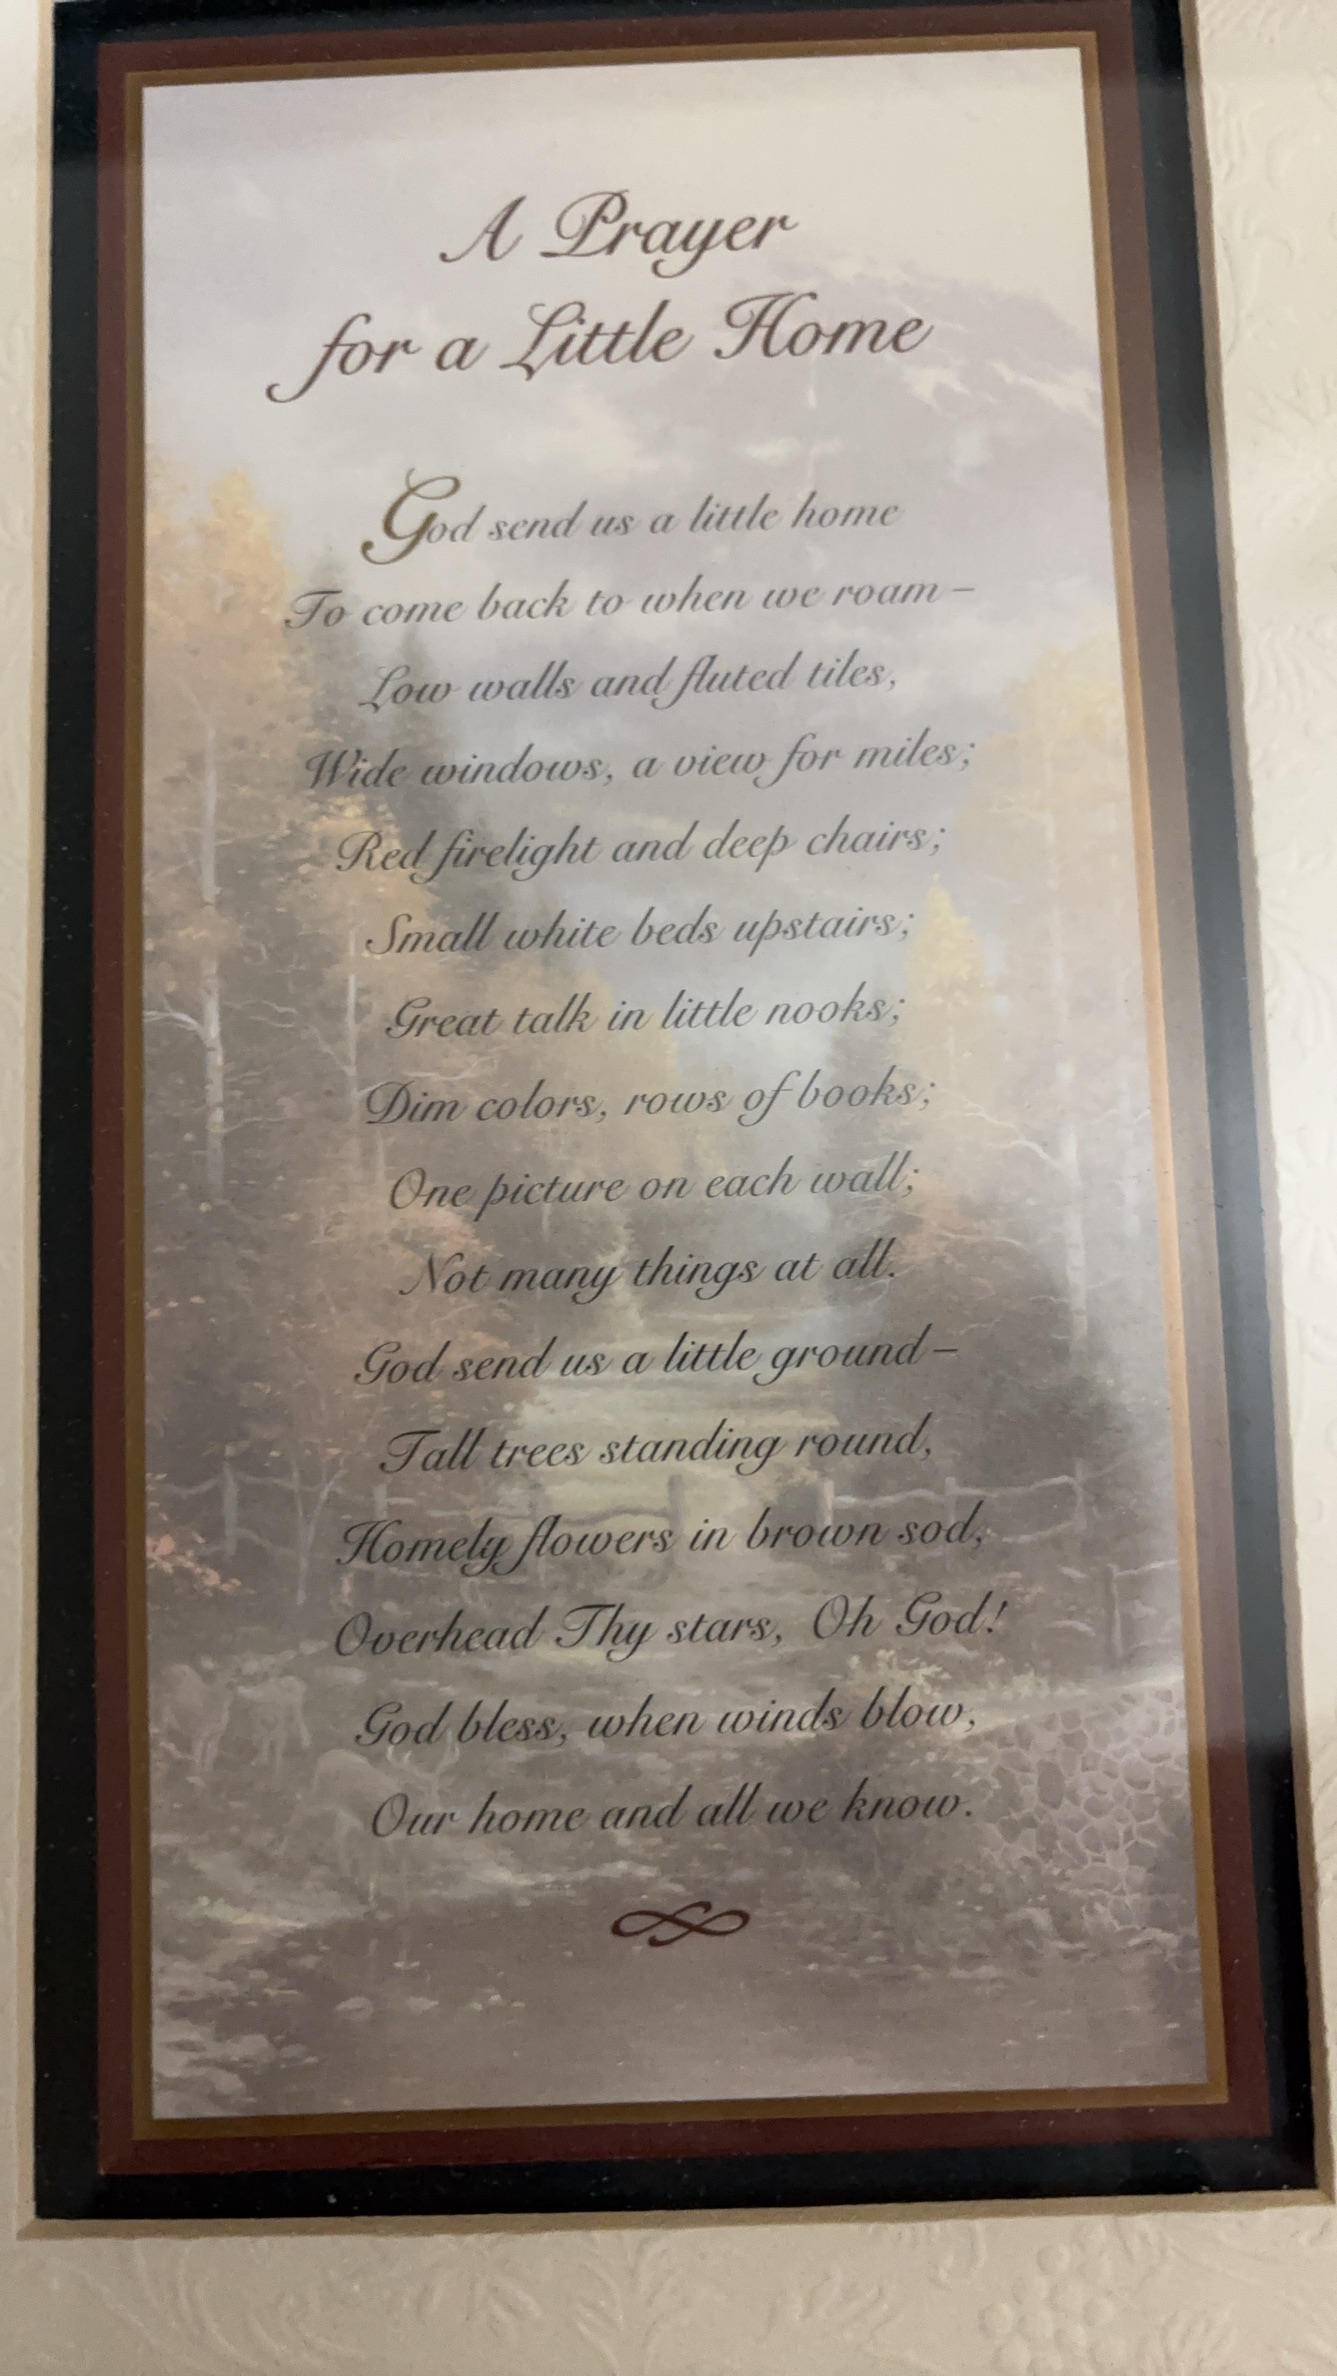 A Prayer
for a Little Home
God send us a little home
To come back to when we roam –
Low walls and fluted tiles,
Wide windows, a view for miles;
Red firelight and deep chairs;
Small white beds upstairs;
Great talk in little nooks;
Dim colors, rows of books;
One picture on each wall;
Not many things at all.
God send us a little ground –
Tall trees standing round,
Homely flowers in brown sod,
Overhead Thy stars, Oh God!
God bless, when winds blow,
Our home and all we know.